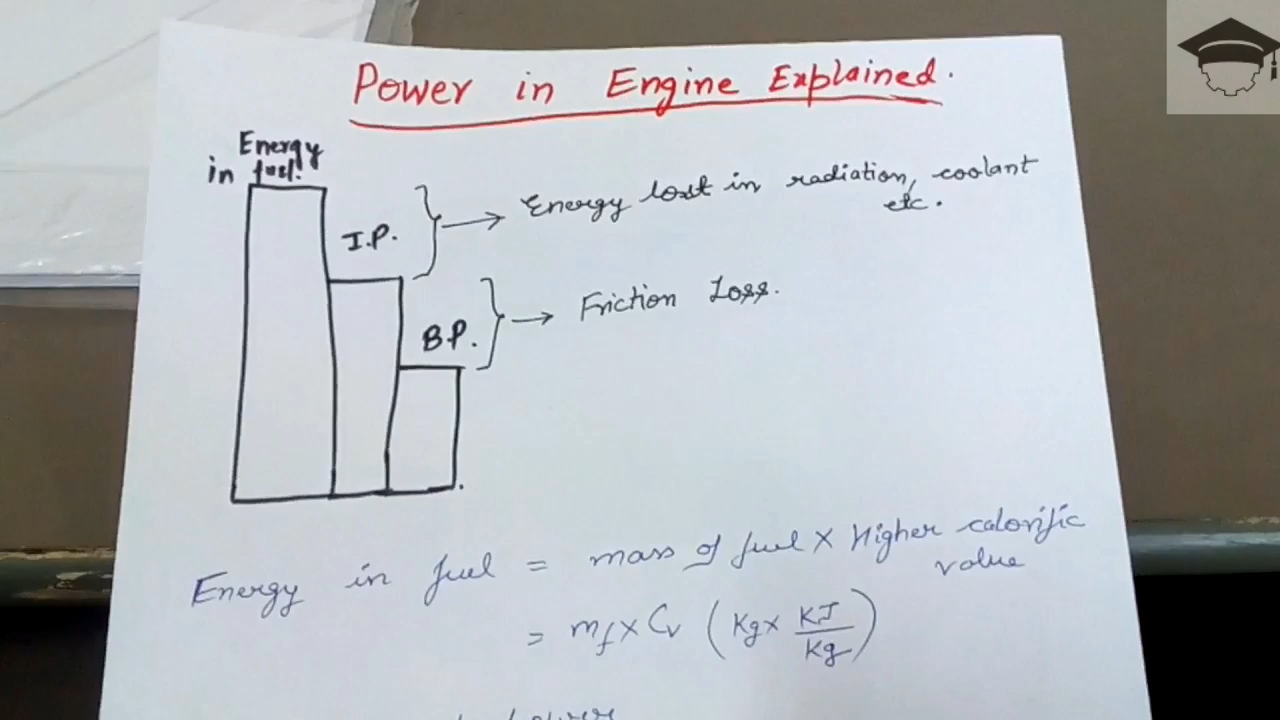 Power in Engine Explained.
Energy
in fuel.
I.P.
Energy lost in radiation, coolant
etc.
B.P.
Friction Loss.
Energy in fuel = mass of fuel × Higher calorific
value
= mf × Cv (Kg × KJ/Kg)